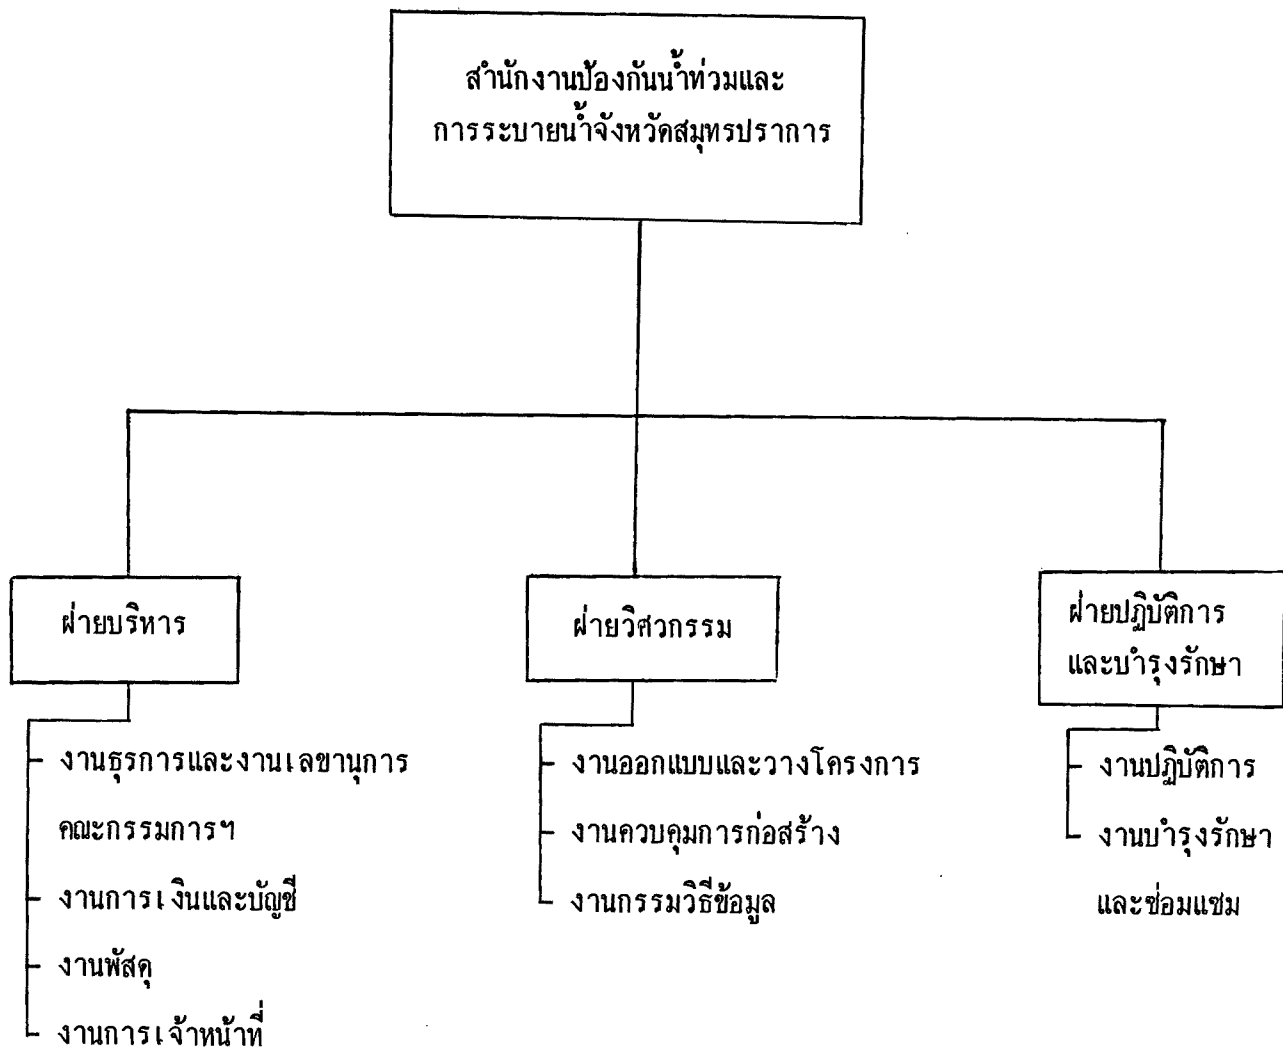 สำนักงานป้องกันน้ำท่วมและ
การระบายน้ำจังหวัดสมุทรปราการ
ฝ่ายบริหาร
- งานธุรการและงานเลขานุการ
คณะกรรมการฯ
- งานการเงินและบัญชี
- งานพัสดุ
- งานการเจ้าหน้าที่
ฝ่ายวิศวกรรม
- งานออกแบบและวางโครงการ
- งานควบคุมการก่อสร้าง
- งานกรรมวิธีข้อมูล
ฝ่ายปฏิบัติการ
และบำรุงรักษา
- งานปฏิบัติการ
- งานบำรุงรักษา
และซ่อมแซม